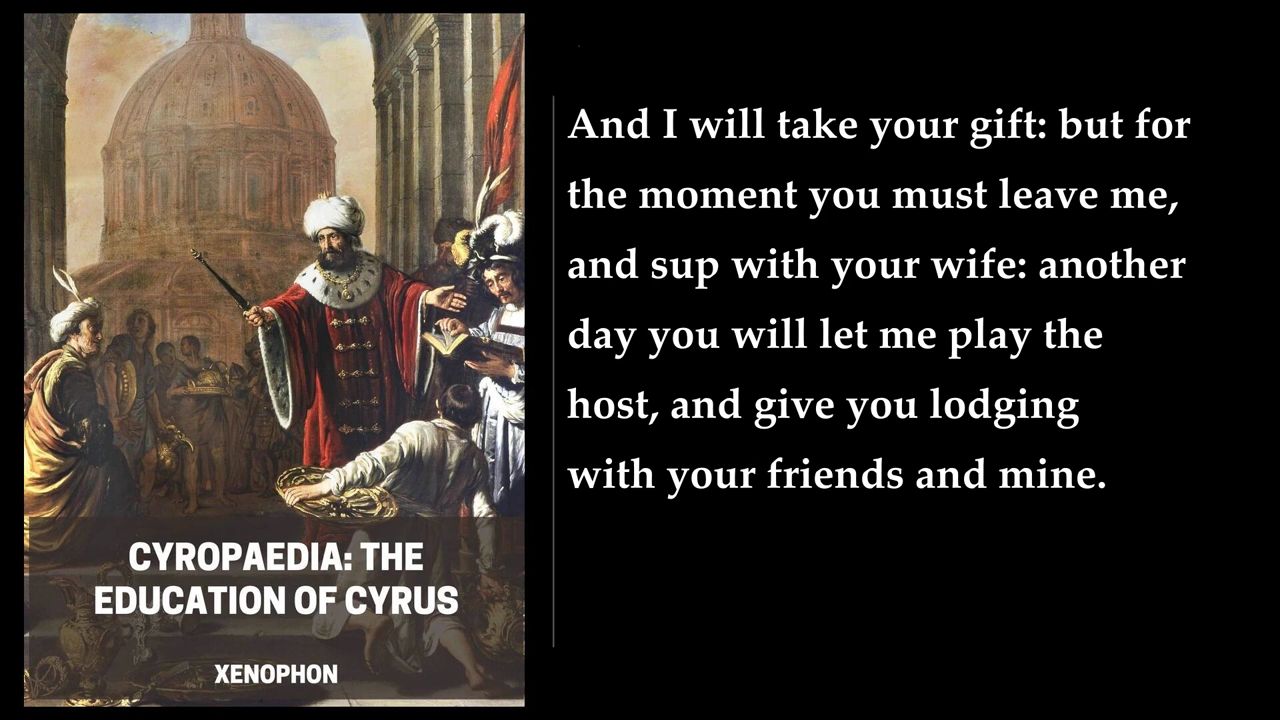 CYROPAEDIA: THE
EDUCATION OF CYRUS
XENOPHON
And I will take your gift: but for
the moment you must leave me,
and sup with your wife: another
day you will let me play the
host, and give you lodging
with your friends and mine.